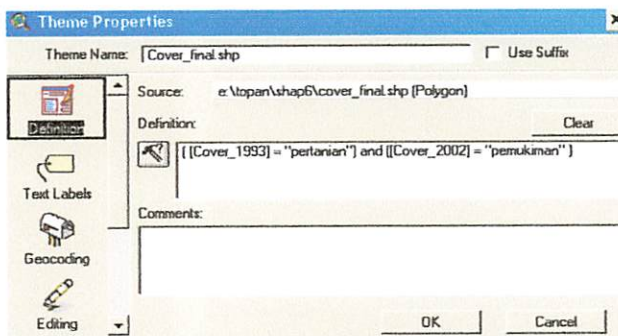 Theme Properties
Theme Name: Cover_final.shp Use Suffix
Definition
Text Labels
Geocoding
Editing
Source: e:\topan\shap6\cover_final.shp (Polygon)
Definition: Clear
( [Cover_1993] = "pertanian") and ([Cover_2002] = "pemukiman" )
Comments:
OK Cancel